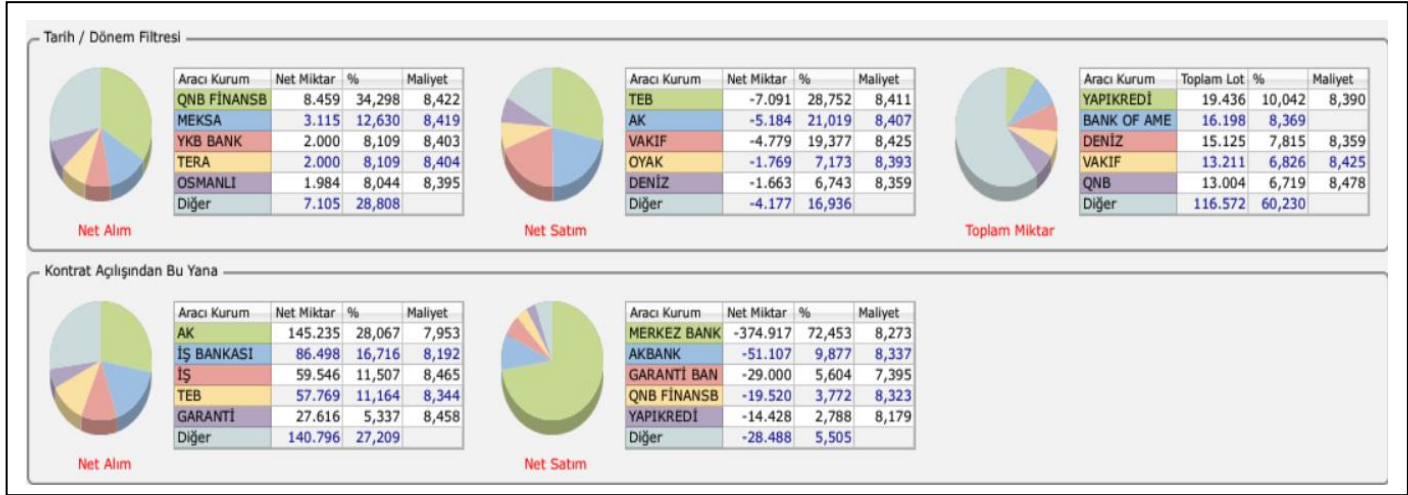 Tarih / Dönem Filtresi
Aracı Kurum Net Miktar % Maliyet
QNB FİNANSB 8.459 34,298 8,422
MEKSA 3.115 12,630 8,419
YKB BANK 2.000 8,109 8,403
TERA 2.000 8,109 8,404
OSMANLI 1.984 8,044 8,395
Diğer 7.105 28,808
Net Alım
Aracı Kurum Net Miktar % Maliyet
TEB -7.091 28,752 8,411
AK -5.184 21,019 8,407
VAKIF -4.779 19,377 8,425
OYAK -1.769 7,173 8,393
DENİZ -1.663 6,743 8,359
Diğer -4.177 16,936
Net Satım
Aracı Kurum Toplam Lot % Maliyet
YAPIKREDİ 19.436 10,042 8,390
BANK OF AME 16.198 8,369
DENİZ 15.125 7,815 8,359
VAKIF 13.211 6,826 8,425
QNB 13.004 6,719 8,478
Diğer 116.572 60,230
Toplam Miktar
Kontrat Açılışından Bu Yana
Aracı Kurum Net Miktar % Maliyet
AK 145.235 28,067 7,953
İŞ BANKASI 86.498 16,716 8,192
İŞ 59.546 11,507 8,465
TEB 57.769 11,164 8,344
GARANTİ 27.616 5,337 8,458
Diğer 140.796 27,209
Net Alım
Aracı Kurum Net Miktar % Maliyet
MERKEZ BANK -374.917 72,453 8,273
AKBANK -51.107 9,877 8,337
GARANTİ BAN -29.000 5,604 7,395
QNB FİNANSB -19.520 3,772 8,323
YAPIKREDİ -14.428 2,788 8,179
Diğer -28.488 5,505
Net Satım